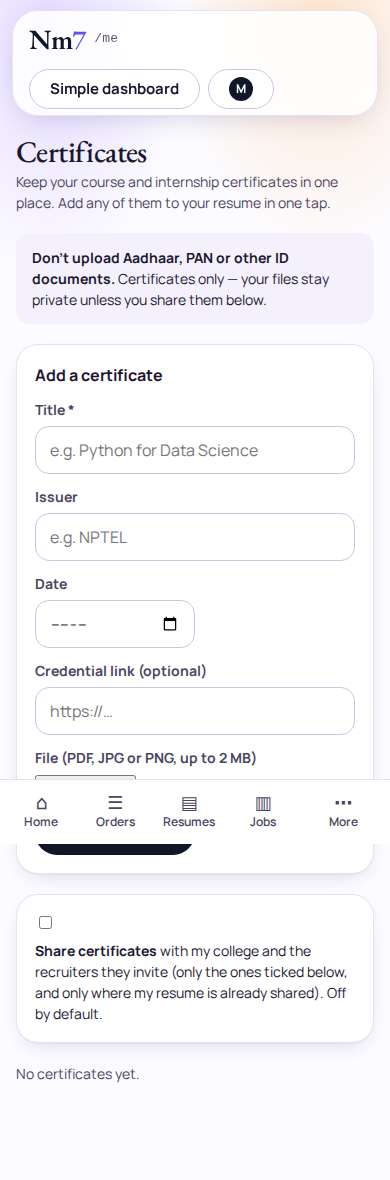 Nm7 /me
Simple dashboard
M
Certificates
Keep your course and internship certificates in one
place. Add any of them to your resume in one tap.
Don't upload Aadhaar, PAN or other ID
documents. Certificates only — your files stay
private unless you share them below.
Add a certificate
Title *
e.g. Python for Data Science
Issuer
e.g. NPTEL
Date
----
Credential link (optional)
https://...
File (PDF, JPG or PNG, up to 2 MB)
Home Orders Resumes Jobs More
Share certificates with my college and the
recruiters they invite (only the ones ticked below,
and only where my resume is already shared). Off
by default.
No certificates yet.